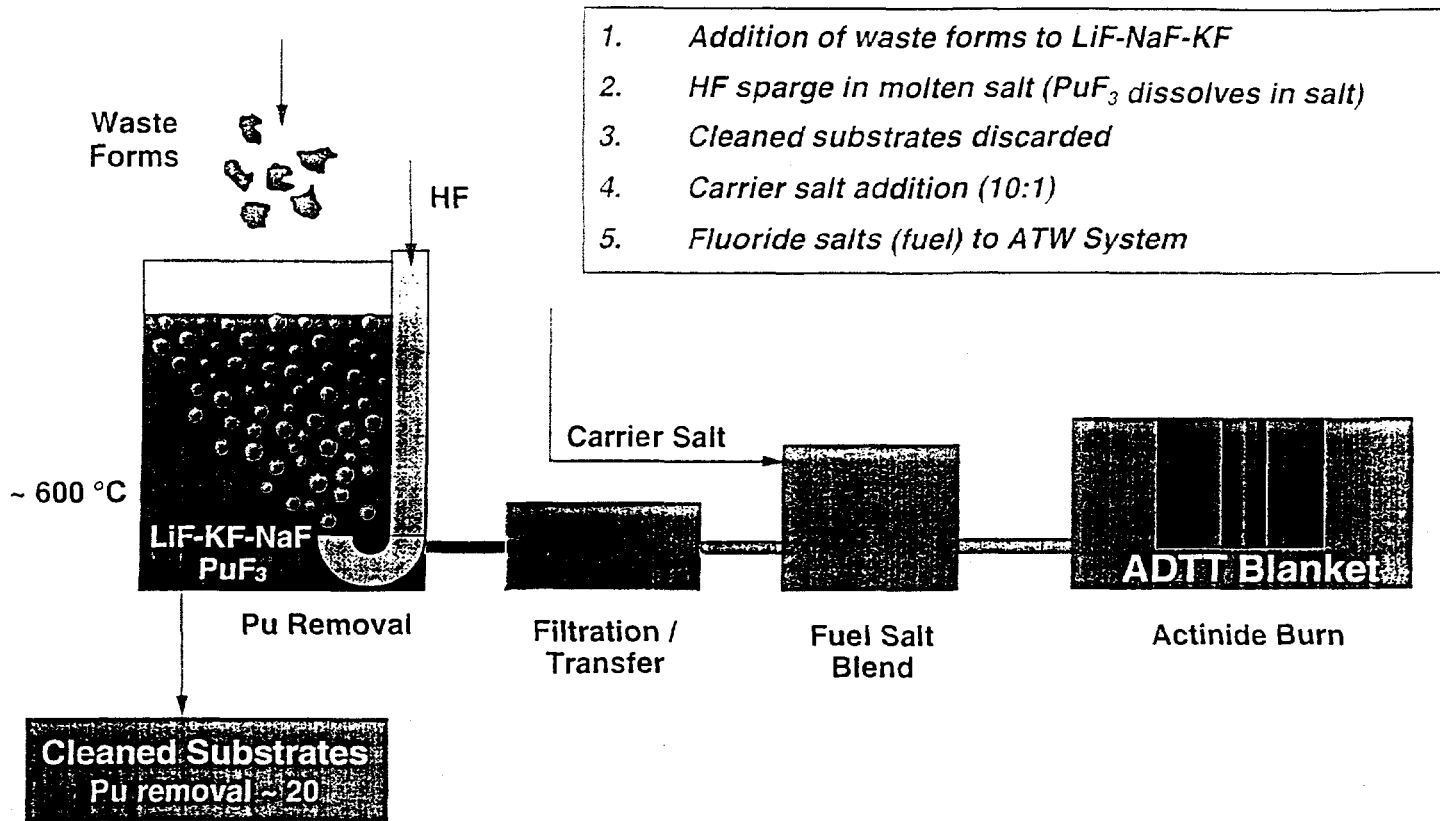 1. Addition of waste forms to LiF-NaF-KF
2. HF sparge in molten salt (PuF₃ dissolves in salt)
3. Cleaned substrates discarded
4. Carrier salt addition (10:1)
5. Fluoride salts (fuel) to ATW System
Waste
Forms
HF
~ 600 °C
LiF-KF-NaF
PuF₃
Pu Removal
Carrier Salt
Filtration /
Transfer
Fuel Salt
Blend
ADTT Blanket
Actinide Burn
Cleaned Substrates
Pu removal ~ 20